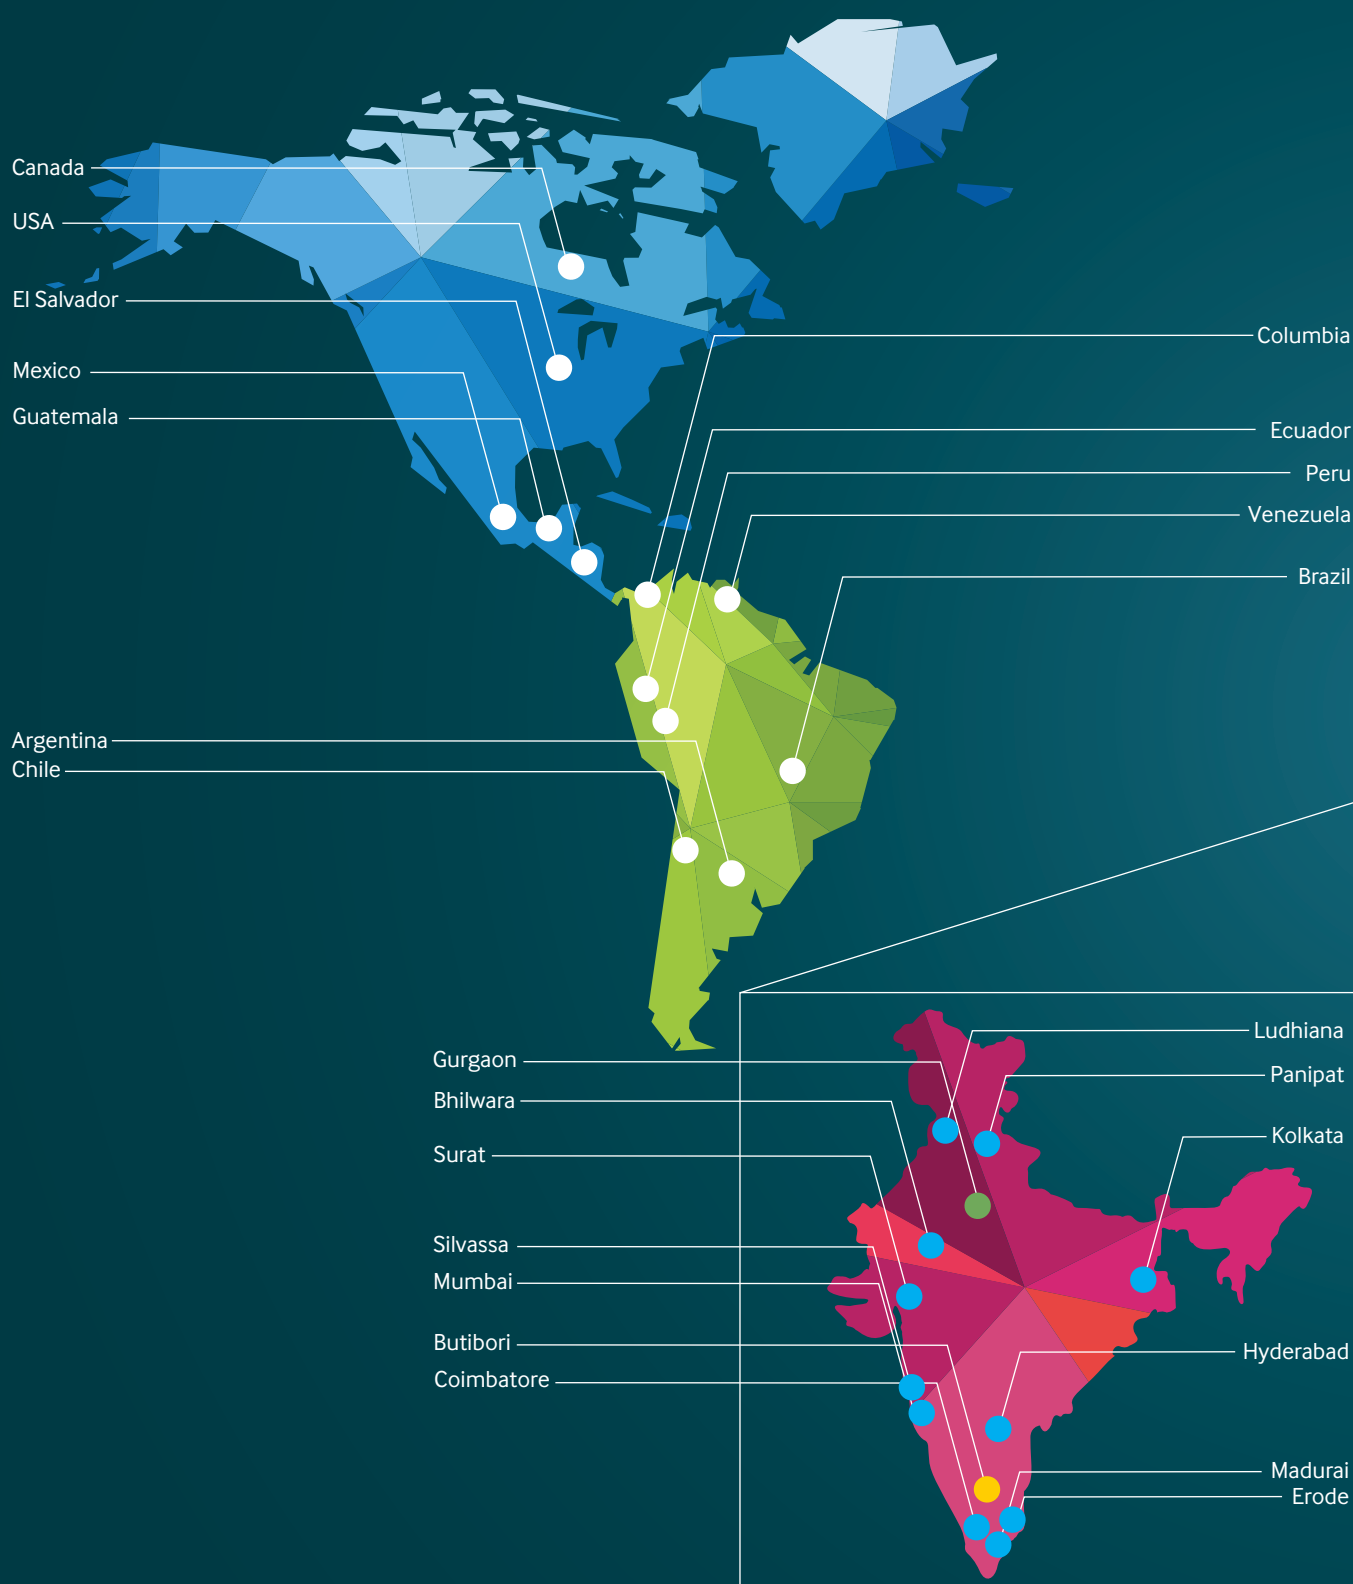 Canada
USA
El Salvador
Mexico
Guatemala
Columbia
Ecuador
Peru
Venezuela
Brazil
Argentina
Chile
Gurgaon
Bhilwara
Surat
Silvassa
Mumbai
Butibori
Coimbatore
Ludhiana
Panipat
Kolkata
Hyderabad
Madurai
Erode